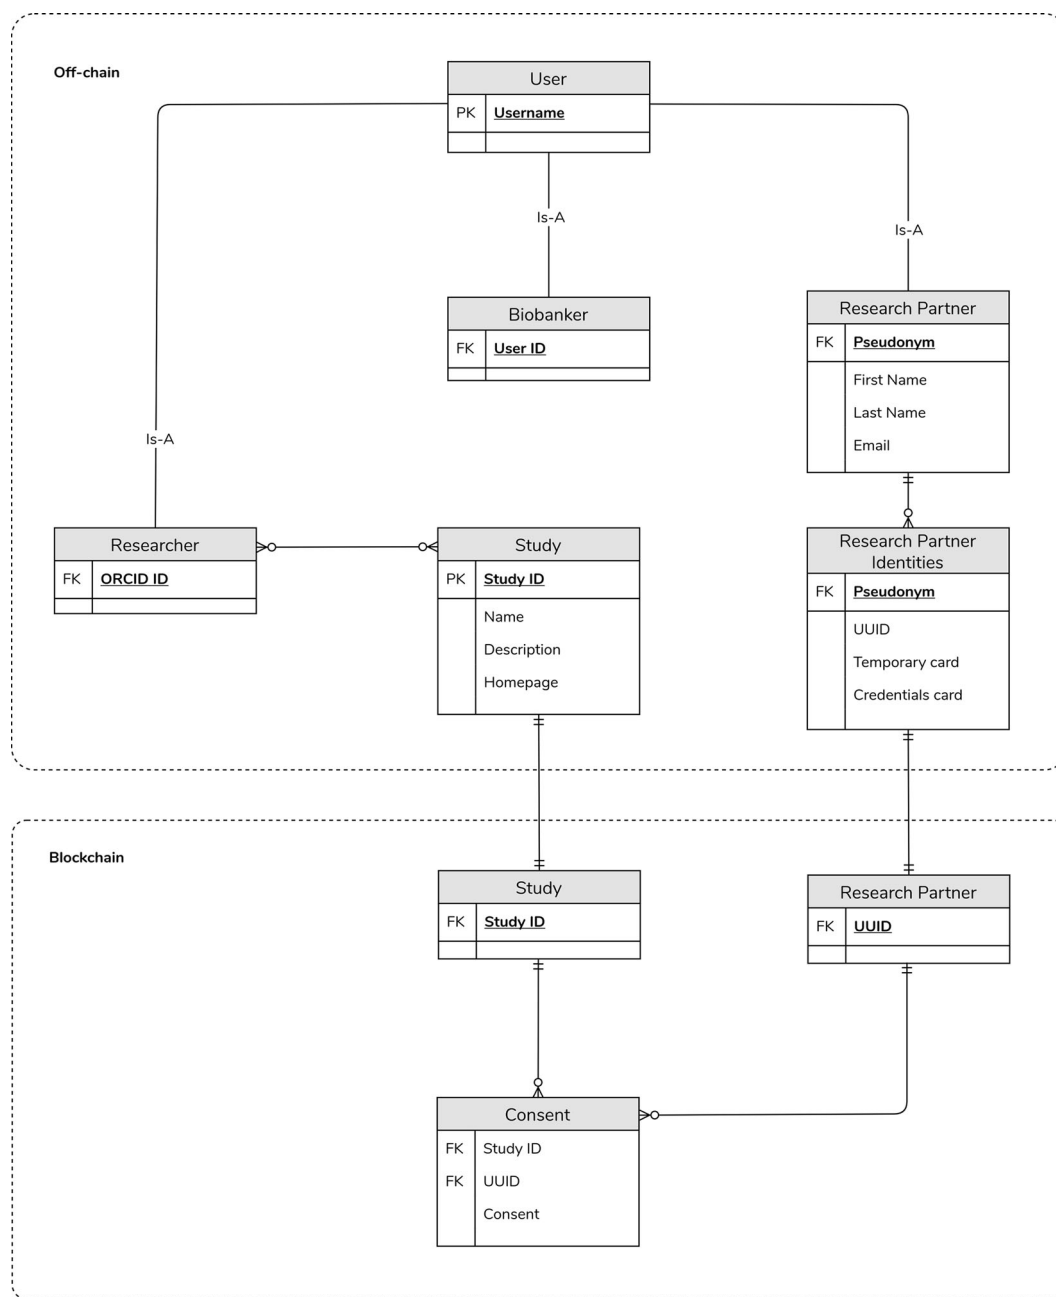 Off-chain
User
PK Username
Is-A
Is-A
Biobanker
FK User ID
Research Partner
FK Pseudonym
First Name
Last Name
Email
Is-A
Researcher
FK ORCID ID
Study
PK Study ID
Name
Description
Homepage
Research Partner
Identities
FK Pseudonym
UUID
Temporary card
Credentials card
Blockchain
Study
FK Study ID
Research Partner
FK UUID
Consent
FK Study ID
FK UUID
Consent